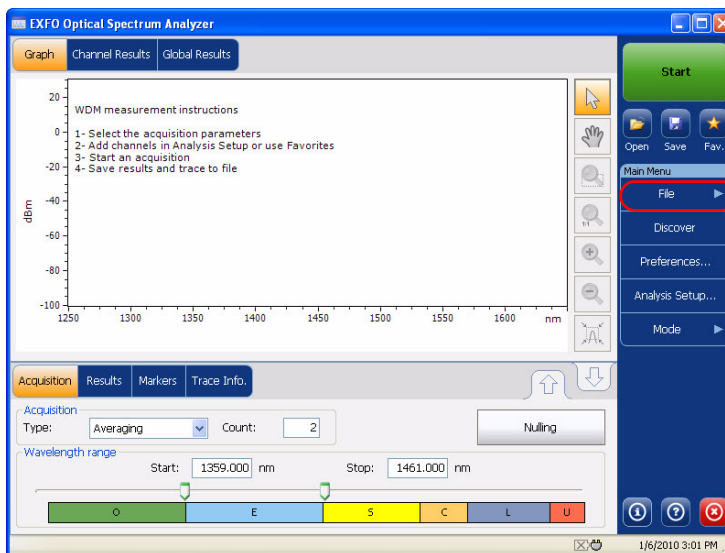 EXFO Optical Spectrum Analyzer
Graph Channel Results Global Results
Start
WDM measurement instructions
1- Select the acquisition parameters
2- Add channels in Analysis Setup or use Favorites
3- Start an acquisition
4- Save results and trace to file
dBm
20
0
-20
-40
-60
-80
-100
1250 1300 1350 1400 1450 1500 1550 1600 nm
1:1
Open Save Fav.
Main Menu
File
Discover
Preferences...
Analysis Setup...
Mode
Acquisition Results Markers Trace Info.
Acquisition
Type: Averaging Count: 2
Nulling
Wavelength range
Start: 1359.000 nm Stop: 1461.000 nm
O E S C L U
1/6/2010 3:01 PM